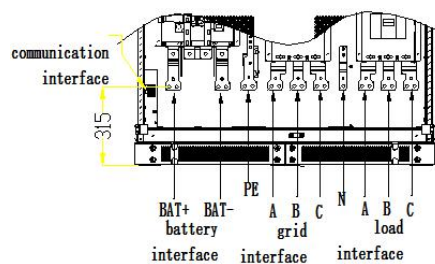 communication
interface
315
PE
N
BAT+ BAT- A B C A B C
battery grid load
interface interface interface